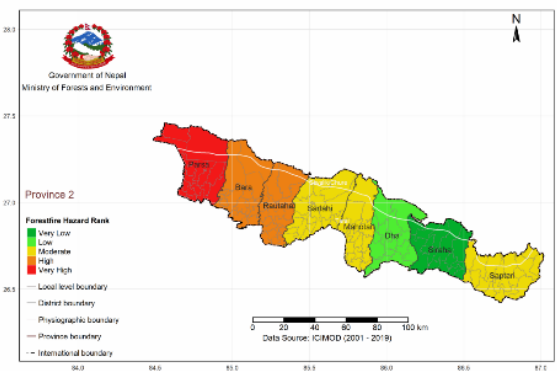 N
28.0
Government of Nepal
Ministry of Forests and Environment
27.5
Parsa
Bara
Rautahat
Sarlahi
Dha
Siraha
Saptari
Province 2
27.0
Forestfire Hazard Rank
Very Low
Low
Moderate
High
Very High
Local level boundary
District boundary
Physiographic boundary
Province boundary
International boundary
26.5
0 20 40 60 80 100 km
Data Source: ICIMOD (2001 - 2019)
84.0 84.5 85.0 85.5 86.0 86.5 87.0